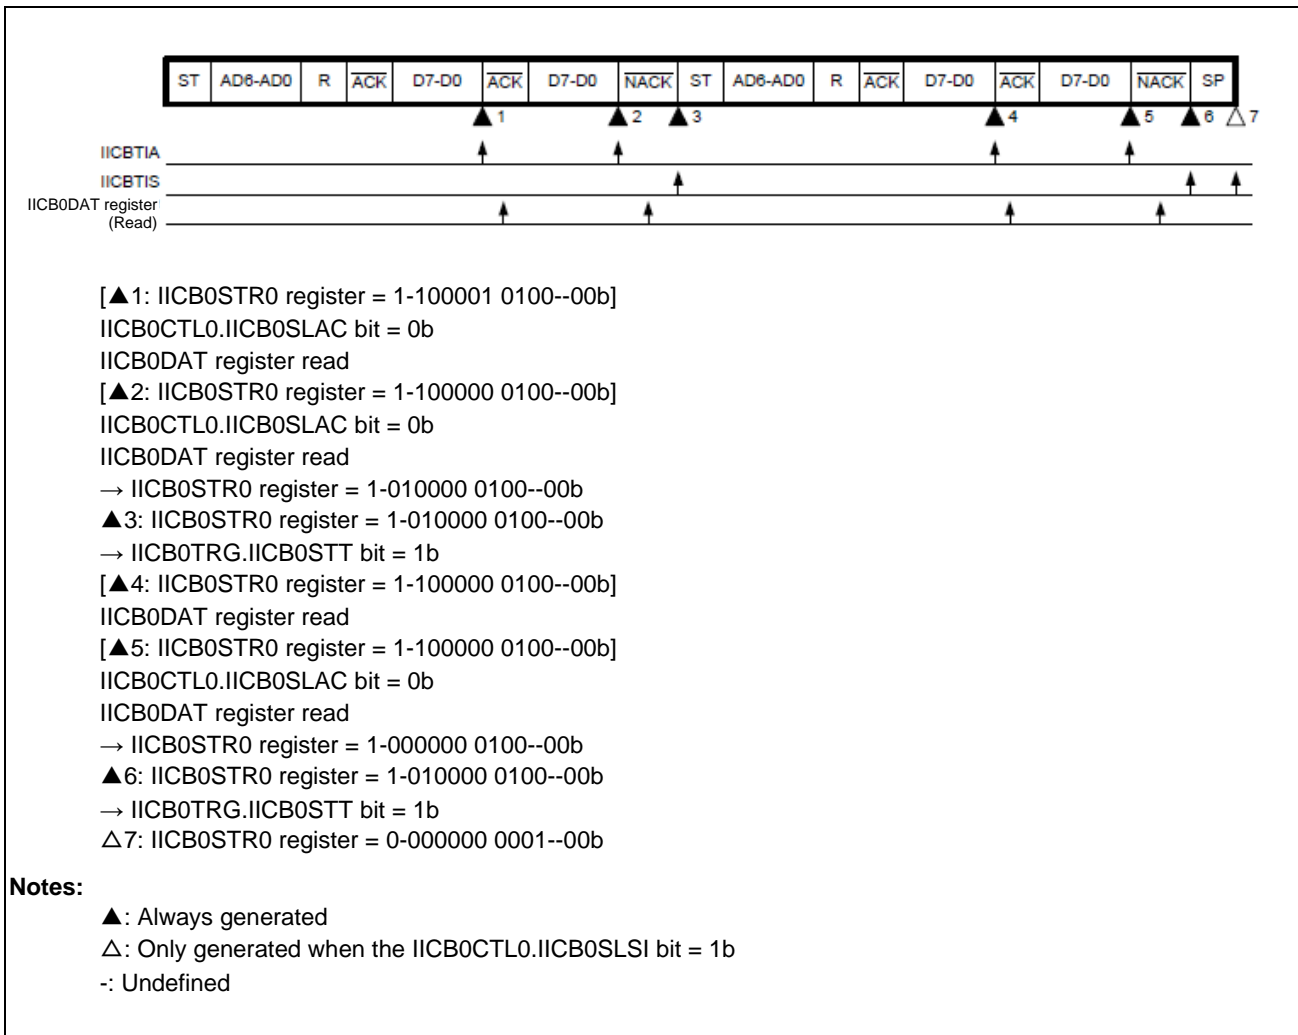 ST AD6-AD0 R ACK D7-D0 ACK D7-D0 NACK ST AD6-AD0 R ACK D7-D0 ACK D7-D0 NACK SP
▲1 ▲2 ▲3 ▲4 ▲5 ▲6 △7
IICBTIA
IICBTIS
IICB0DAT register
(Read)
[▲1: IICB0STR0 register = 1-100001 0100--00b]
IICB0CTL0.IICB0SLAC bit = 0b
IICB0DAT register read
[▲2: IICB0STR0 register = 1-100000 0100--00b]
IICB0CTL0.IICB0SLAC bit = 0b
IICB0DAT register read
→ IICB0STR0 register = 1-010000 0100--00b
▲3: IICB0STR0 register = 1-010000 0100--00b
→ IICB0TRG.IICB0STT bit = 1b
[▲4: IICB0STR0 register = 1-100000 0100--00b]
IICB0DAT register read
[▲5: IICB0STR0 register = 1-100000 0100--00b]
IICB0CTL0.IICB0SLAC bit = 0b
IICB0DAT register read
→ IICB0STR0 register = 1-000000 0100--00b
▲6: IICB0STR0 register = 1-010000 0100--00b
→ IICB0TRG.IICB0STT bit = 1b
△7: IICB0STR0 register = 0-000000 0001--00b
Notes:
▲: Always generated
△: Only generated when the IICB0CTL0.IICB0SLSI bit = 1b
-: Undefined